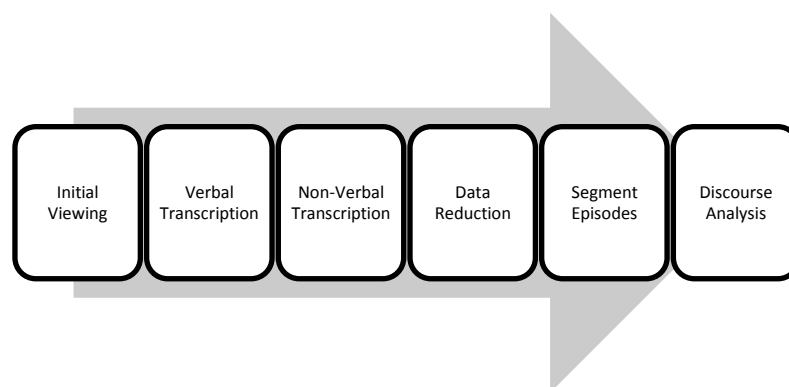 Initial
Viewing
Verbal
Transcription
Non-Verbal
Transcription
Data
Reduction
Segment
Episodes
Discourse
Analysis